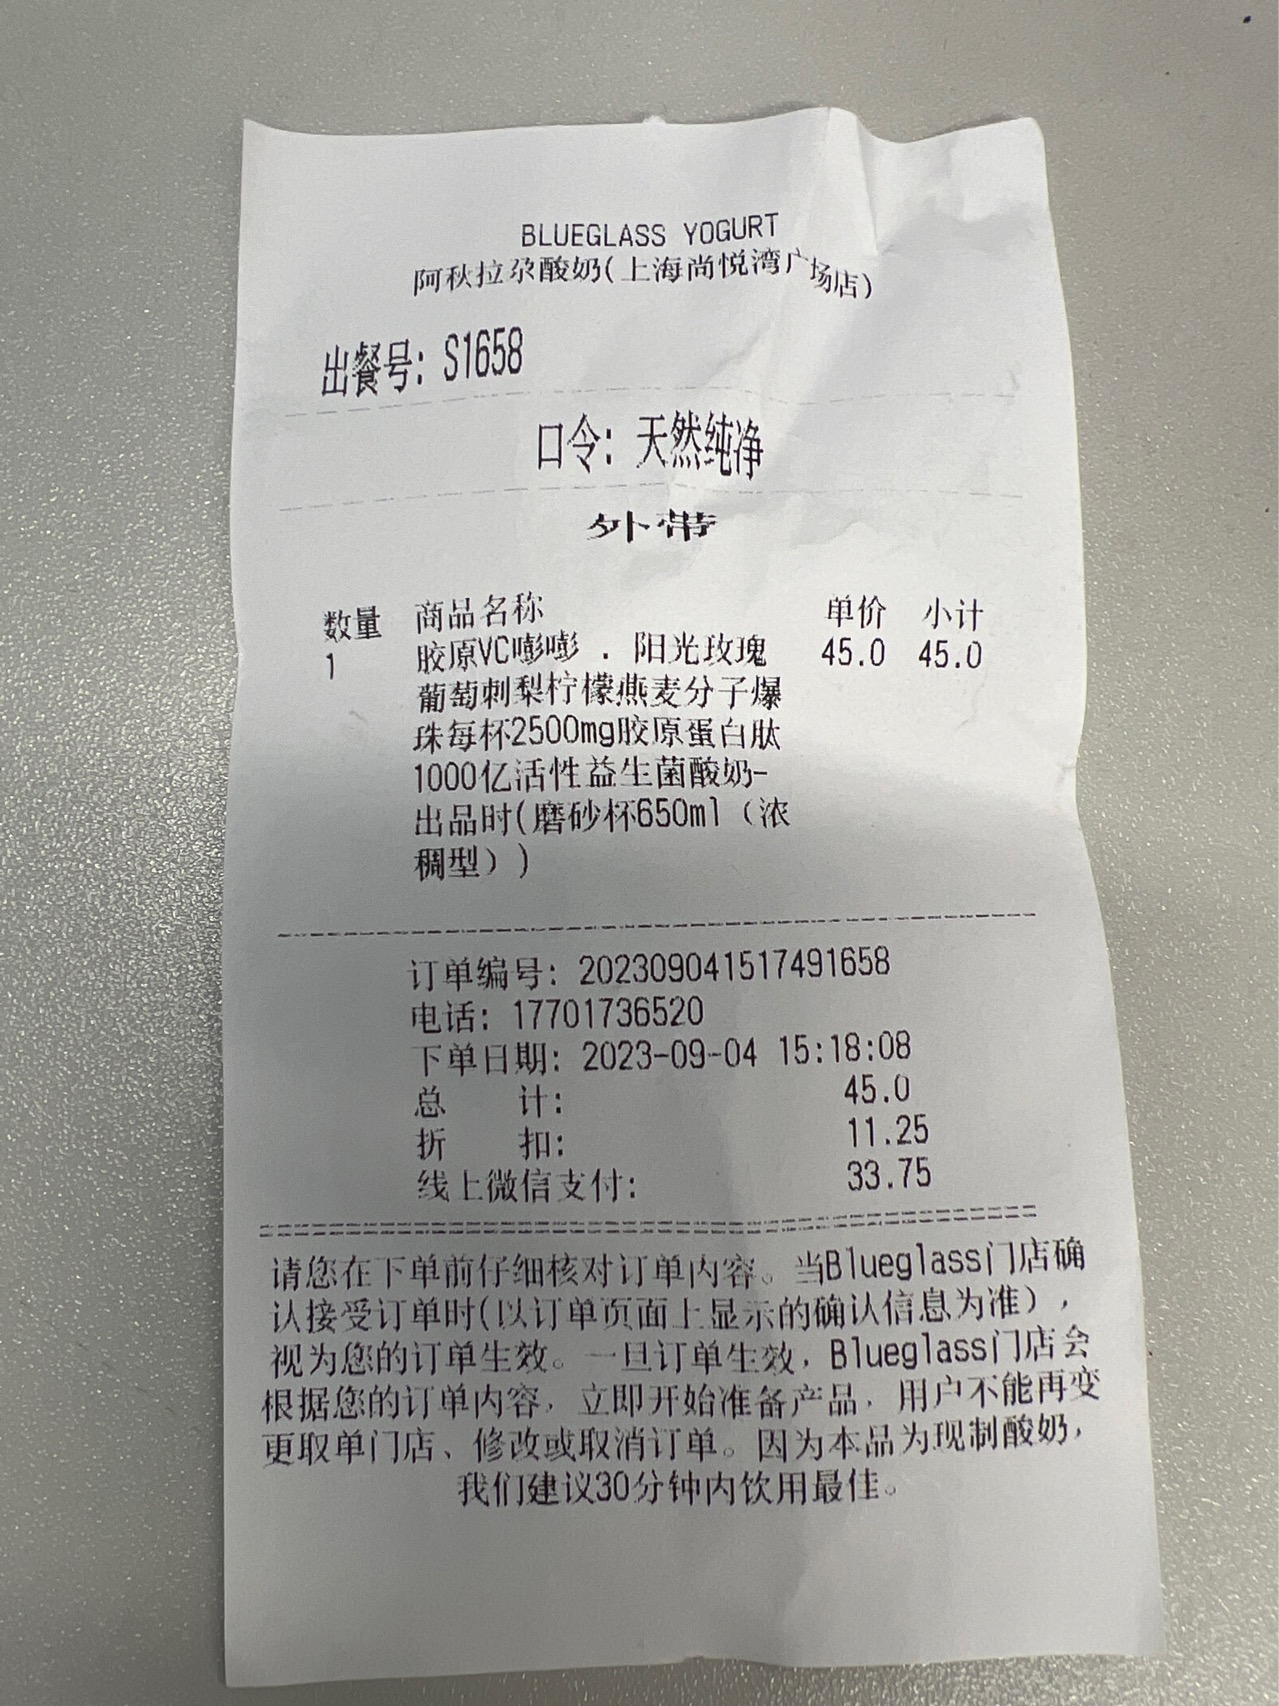 BLUEGLASS YOGURT
阿秋拉尕酸奶(上海尚悦湾广场店)
出餐号: S1658
口令: 天然纯净
外带
数量 商品名称 单价 小计
1 胶原VC嘭嘭 . 阳光玫瑰 45.0 45.0
葡萄刺梨柠檬燕麦分子爆
珠每杯2500mg胶原蛋白肽
1000亿活性益生菌酸奶-
出品时(磨砂杯650ml（浓
稠型）)
订单编号: 202309041517491658
电话: 17701736520
下单日期: 2023-09-04 15:18:08
总 计: 45.0
折 扣: 11.25
线上微信支付: 33.75
请您在下单前仔细核对订单内容。当Blueglass门店确
认接受订单时(以订单页面上显示的确认信息为准)，
视为您的订单生效。一旦订单生效，Blueglass门店会
根据您的订单内容，立即开始准备产品，用户不能再变
更取单门店、修改或取消订单。因为本品为现制酸奶，
我们建议30分钟内饮用最佳。